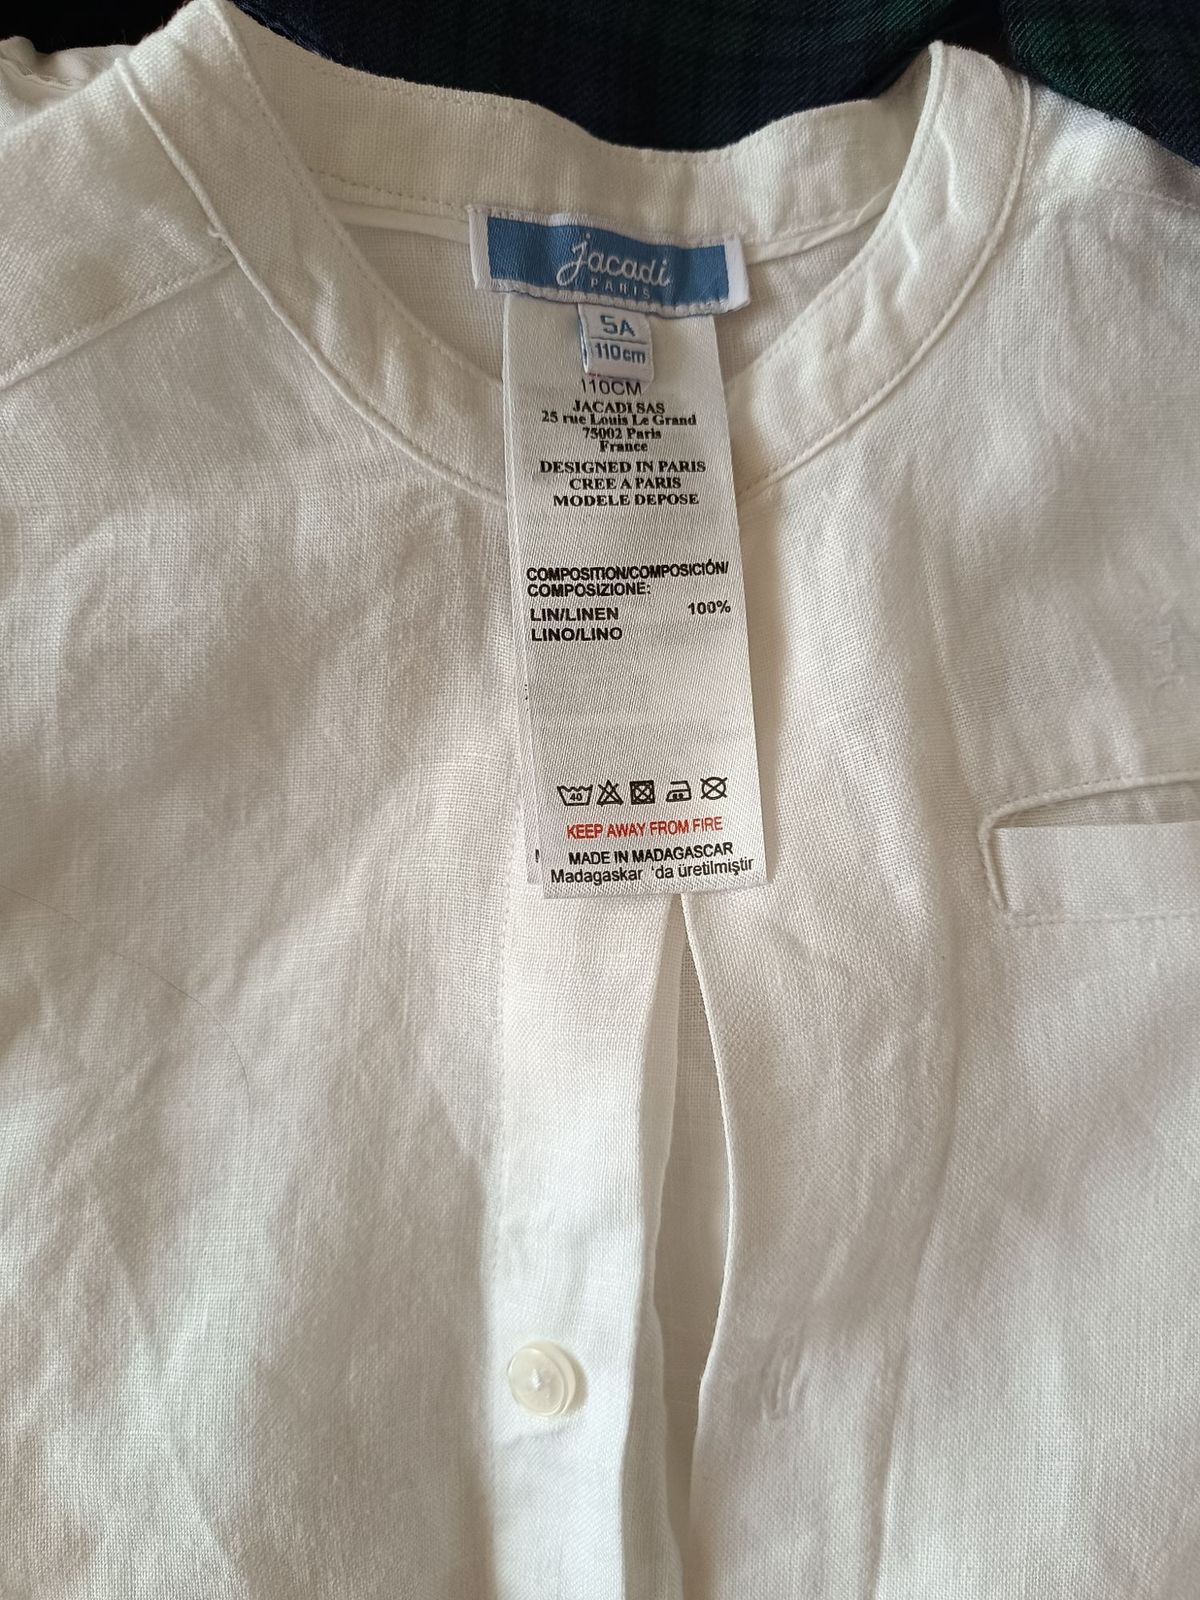 jacadi
PARIS
5A
110cm
110CM
JACADI SAS
25 rue Louis Le Grand
75002 Paris
France
DESIGNED IN PARIS
CREE A PARIS
MODELE DEPOSE
COMPOSITION/COMPOSICIÓN/
COMPOSIZIONE:
LIN/LINEN 100%
LINO/LINO
40
KEEP AWAY FROM FIRE
MADE IN MADAGASCAR
Madagaskar 'da üretilmiştir